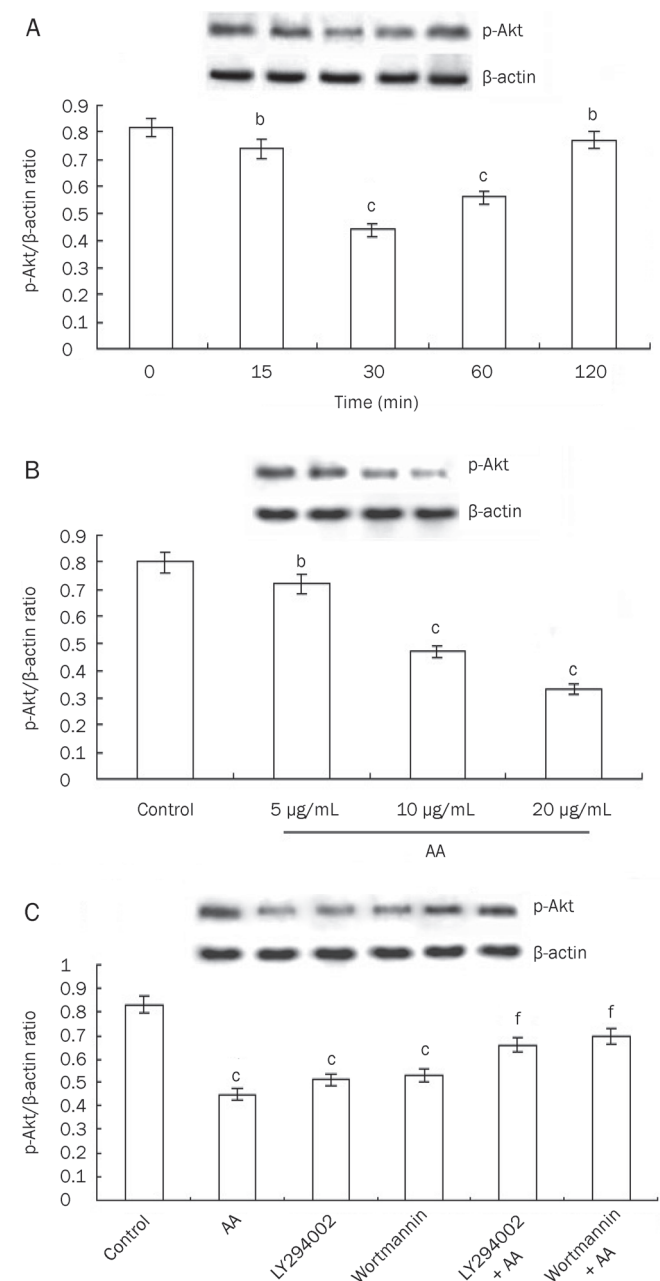 A
p-Akt
β-actin
0.9
0.8
0.7
0.6
0.5
0.4
0.3
0.2
0.1
0
p-Akt/β-actin ratio
b
c
c
b
0 15 30 60 120
Time (min)
B
p-Akt
β-actin
0.9
0.8
0.7
0.6
0.5
0.4
0.3
0.2
0.1
0
p-Akt/β-actin ratio
b
c
c
Control 5 μg/mL 10 μg/mL 20 μg/mL
AA
C
p-Akt
β-actin
1
0.9
0.8
0.7
0.6
0.5
0.4
0.3
0.2
0.1
0
p-Akt/β-actin ratio
c
c
c
f
f
Control
AA
LY294002
Wortmannin
LY294002
+ AA
Wortmannin
+ AA